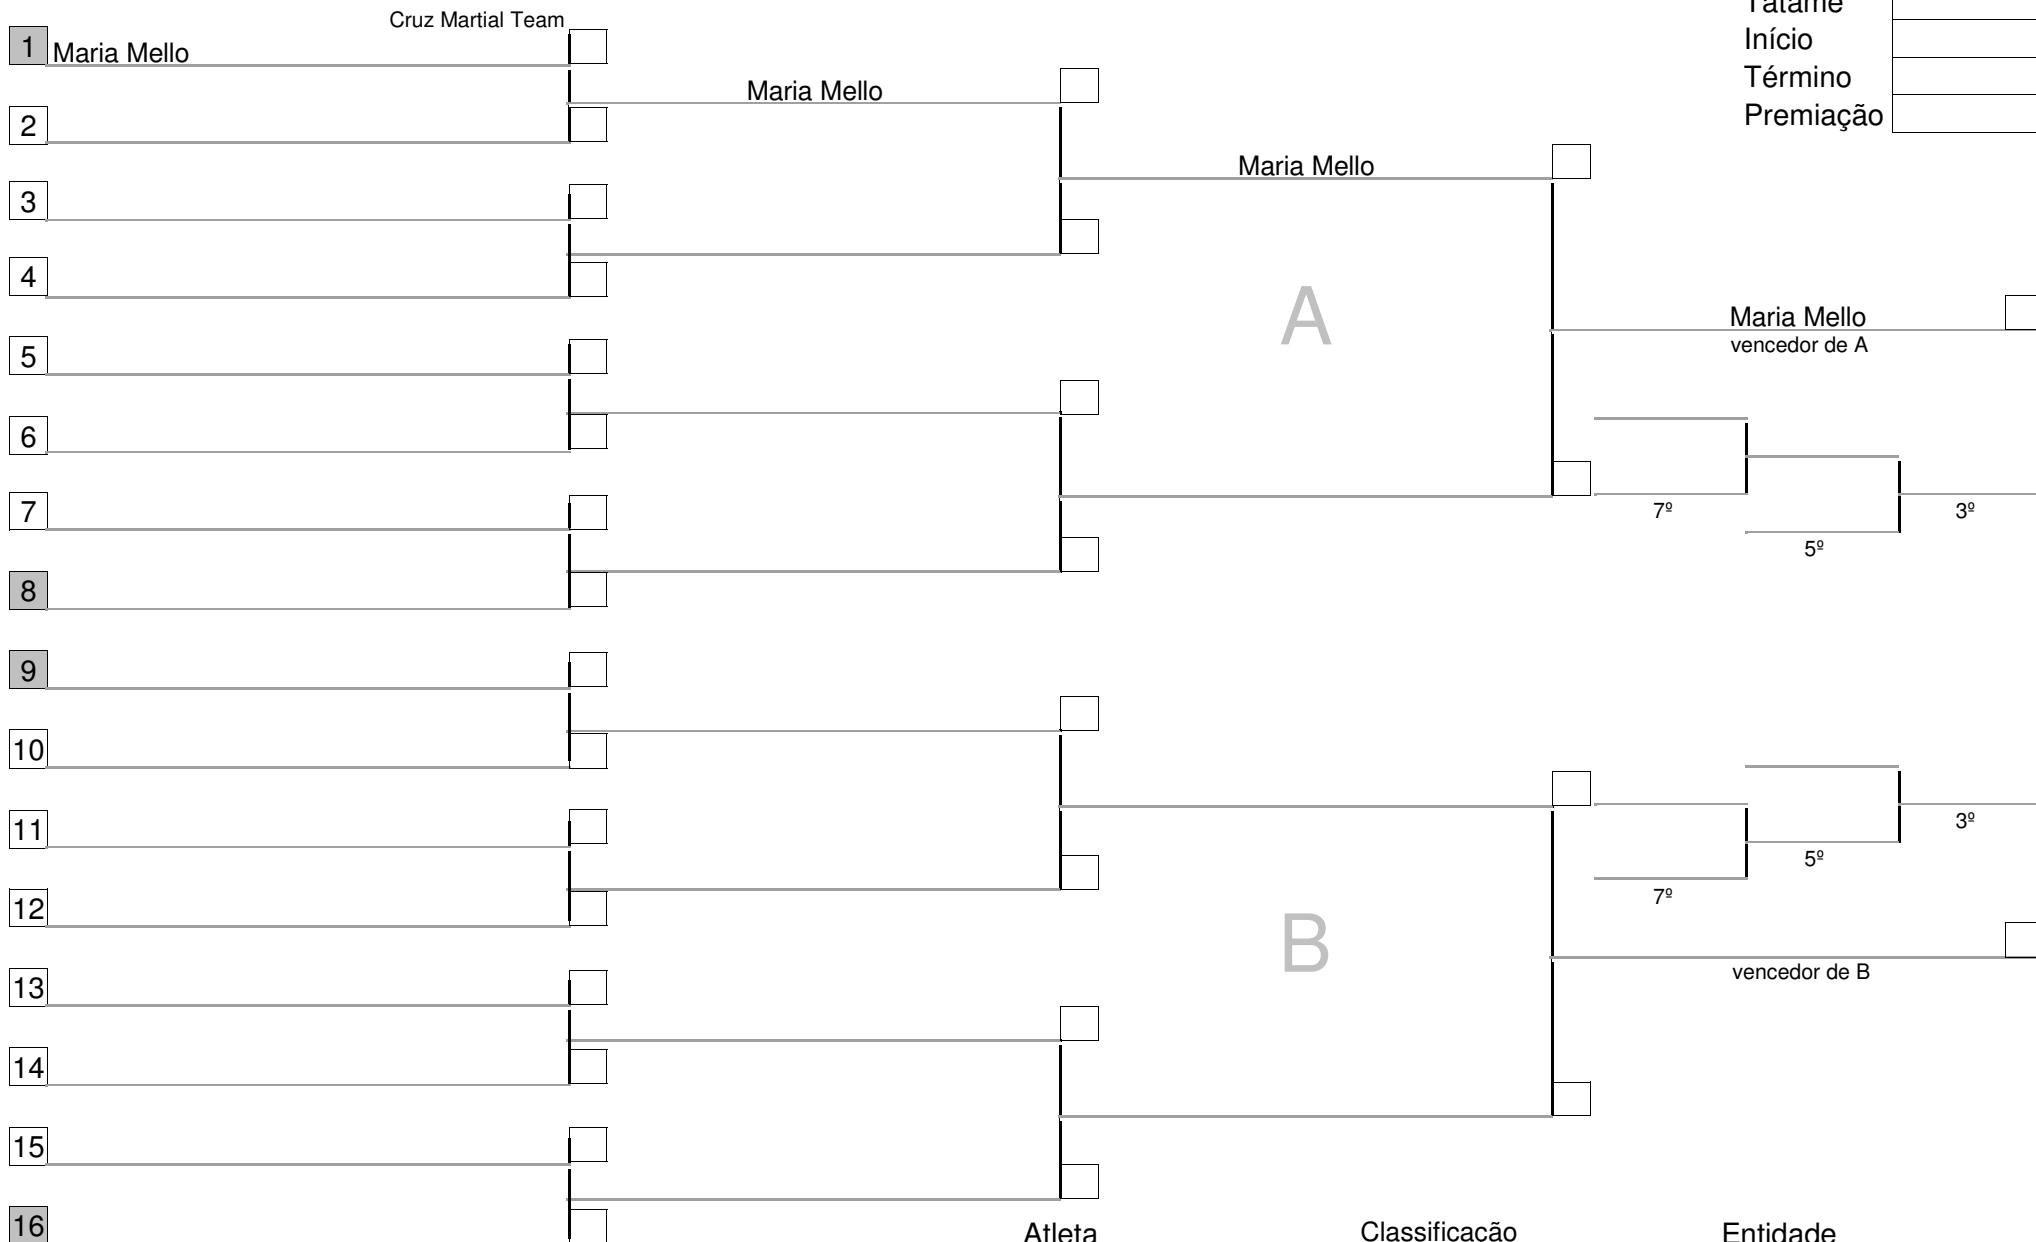 Cruz Martial Team
Tatame
1 Maria Mello
Início
Maria Mello
Término
2
Premiação
Maria Mello
3
4
A
Maria Mello
5
vencedor de A
6
7
7º
3º
5º
8
9
10
11
3º
5º
7º
12
B
vencedor de B
13
14
15
16
Atleta
Classificação
Entidade